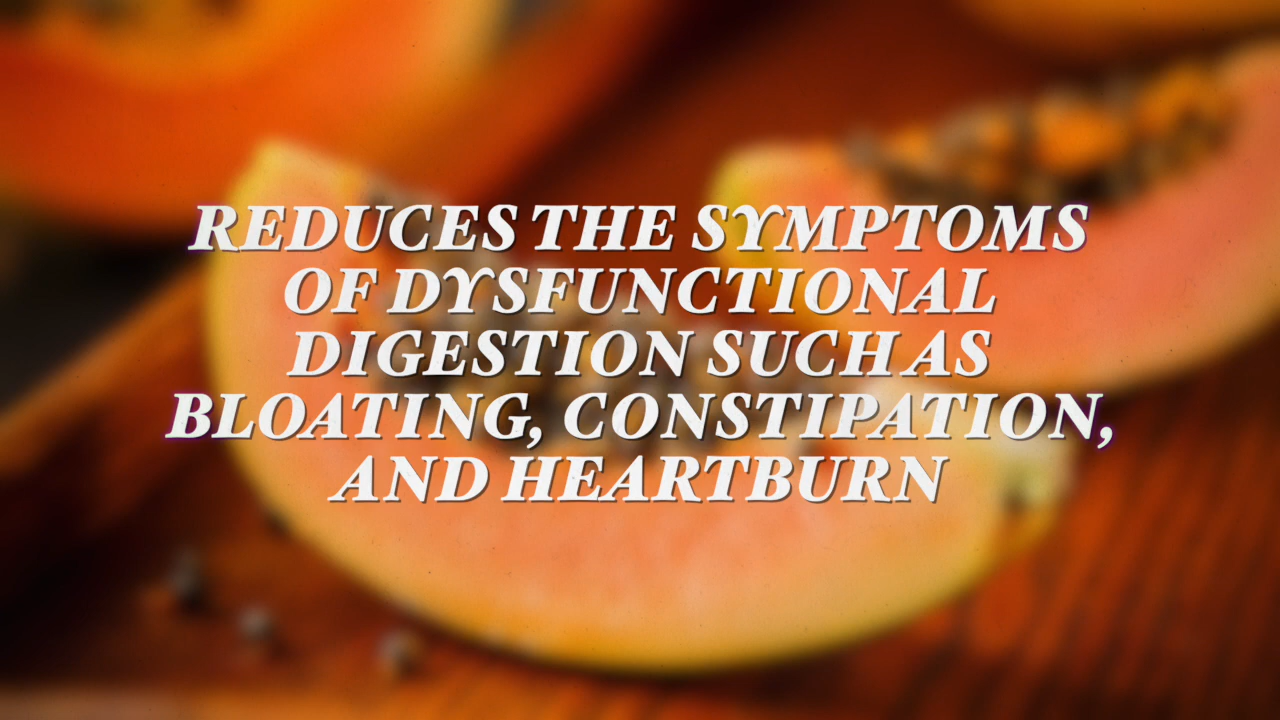 REDUCES THE SYMPTOMS
OF DYSFUNCTIONAL
DIGESTION SUCH AS
BLOATING, CONSTIPATION,
AND HEARTBURN